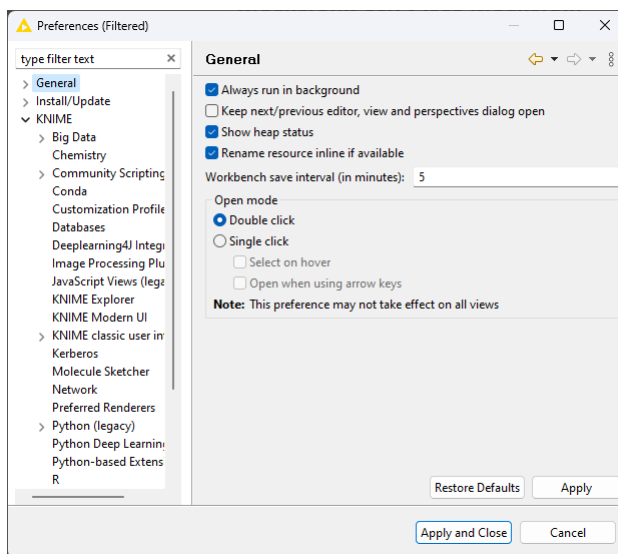 Preferences (Filtered)
type filter text
General
Install/Update
KNIME
Big Data
Chemistry
Community Scripting
Conda
Customization Profile
Databases
Deeplearning4J Integr
Image Processing Plu
JavaScript Views (lega
KNIME Explorer
KNIME Modern UI
KNIME classic user in
Kerberos
Molecule Sketcher
Network
Preferred Renderers
Python (legacy)
Python Deep Learnin
Python-based Extens
R
General
Always run in background
Keep next/previous editor, view and perspectives dialog open
Show heap status
Rename resource inline if available
Workbench save interval (in minutes): 5
Open mode
Double click
Single click
Select on hover
Open when using arrow keys
Note: This preference may not take effect on all views
Restore Defaults Apply
Apply and Close Cancel